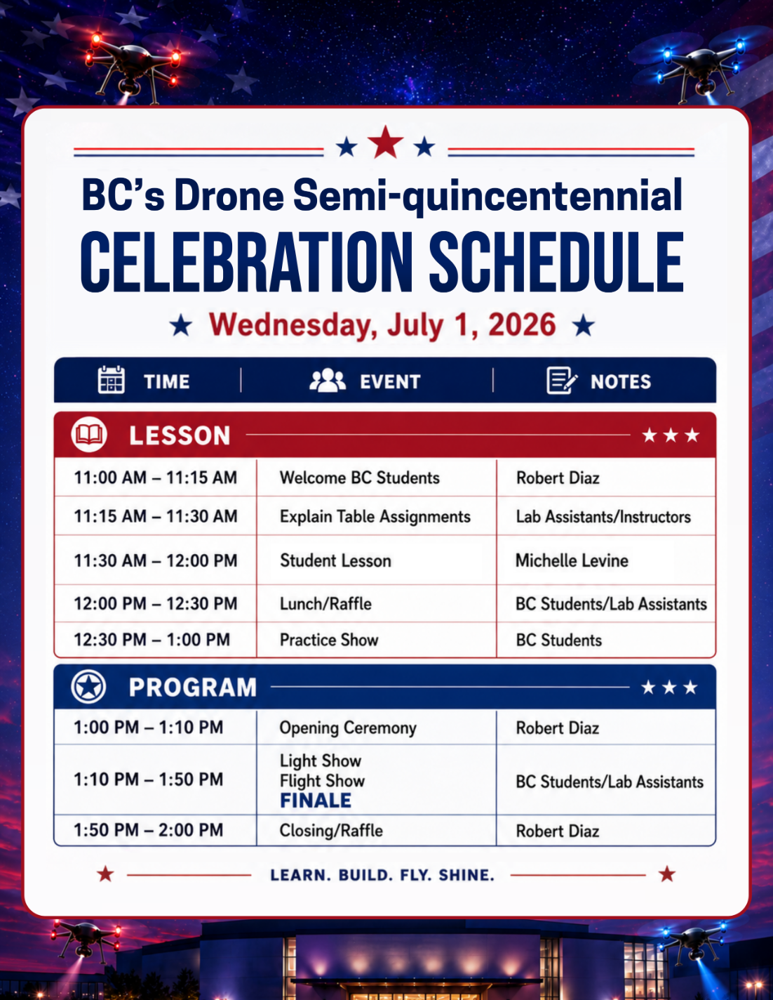 BC's Drone Semi-quincentennial
CELEBRATION SCHEDULE
Wednesday, July 1, 2026
TIME EVENT NOTES
LESSON
11:00 AM – 11:15 AM Welcome BC Students Robert Diaz
11:15 AM – 11:30 AM Explain Table Assignments Lab Assistants/Instructors
11:30 AM – 12:00 PM Student Lesson Michelle Levine
12:00 PM – 12:30 PM Lunch/Raffle BC Students/Lab Assistants
12:30 PM – 1:00 PM Practice Show BC Students
PROGRAM
1:00 PM – 1:10 PM Opening Ceremony Robert Diaz
1:10 PM – 1:50 PM Light Show
Flight Show
FINALE
BC Students/Lab Assistants
1:50 PM – 2:00 PM Closing/Raffle Robert Diaz
LEARN. BUILD. FLY. SHINE.